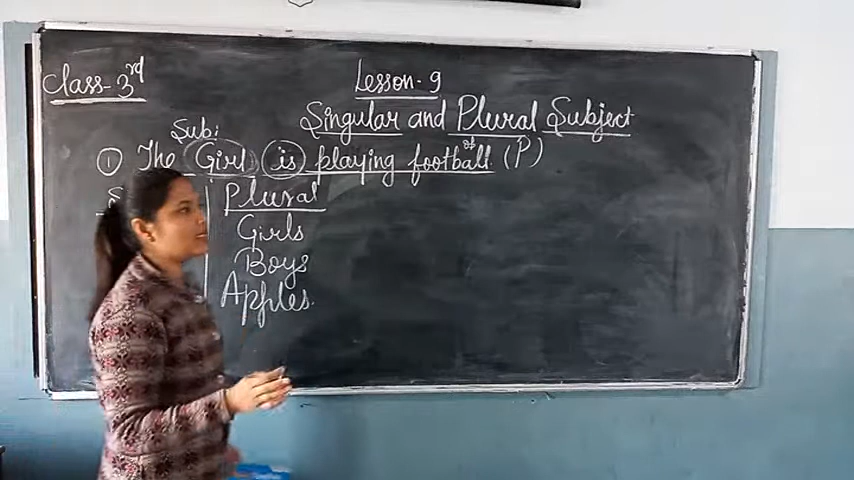 Class-3rd
Lesson-9
Singular and Plural Subject
Sub:
of
① The Girl is playing football (P)
S
Plural
Girls
Boys
Apples.